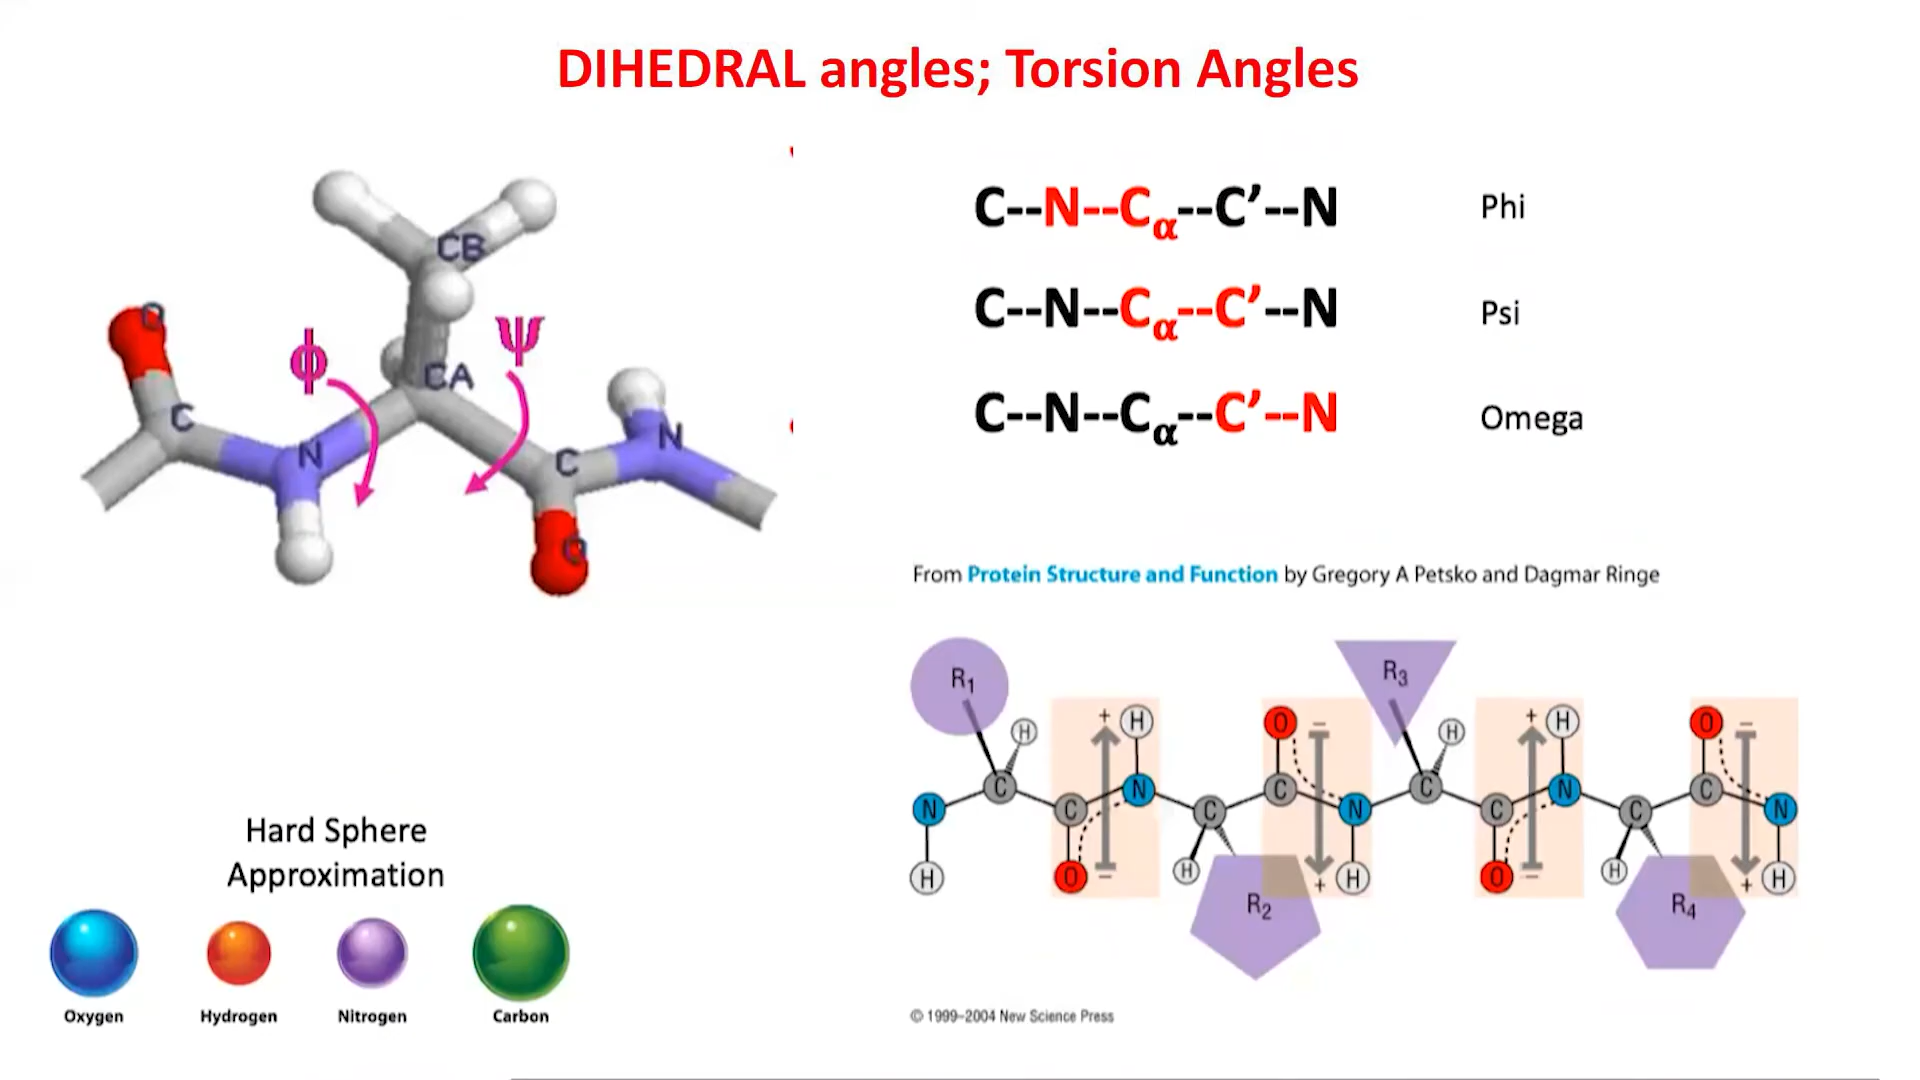 DIHEDRAL angles; Torsion Angles
C--N--Cα--C’--N Phi
C--N--Cα--C’--N Psi
C--N--Cα--C’--N Omega
O
CB
ϕ
ψ
CA
C
N
C
N
O
From Protein Structure and Function by Gregory A Petsko and Dagmar Ringe
R1 R3
H + H O − H + H O −
N C C N C C N C C N C C N
H O − H R2 + H O − H R4 + H
© 1999–2004 New Science Press
Hard Sphere
Approximation
Oxygen Hydrogen Nitrogen Carbon